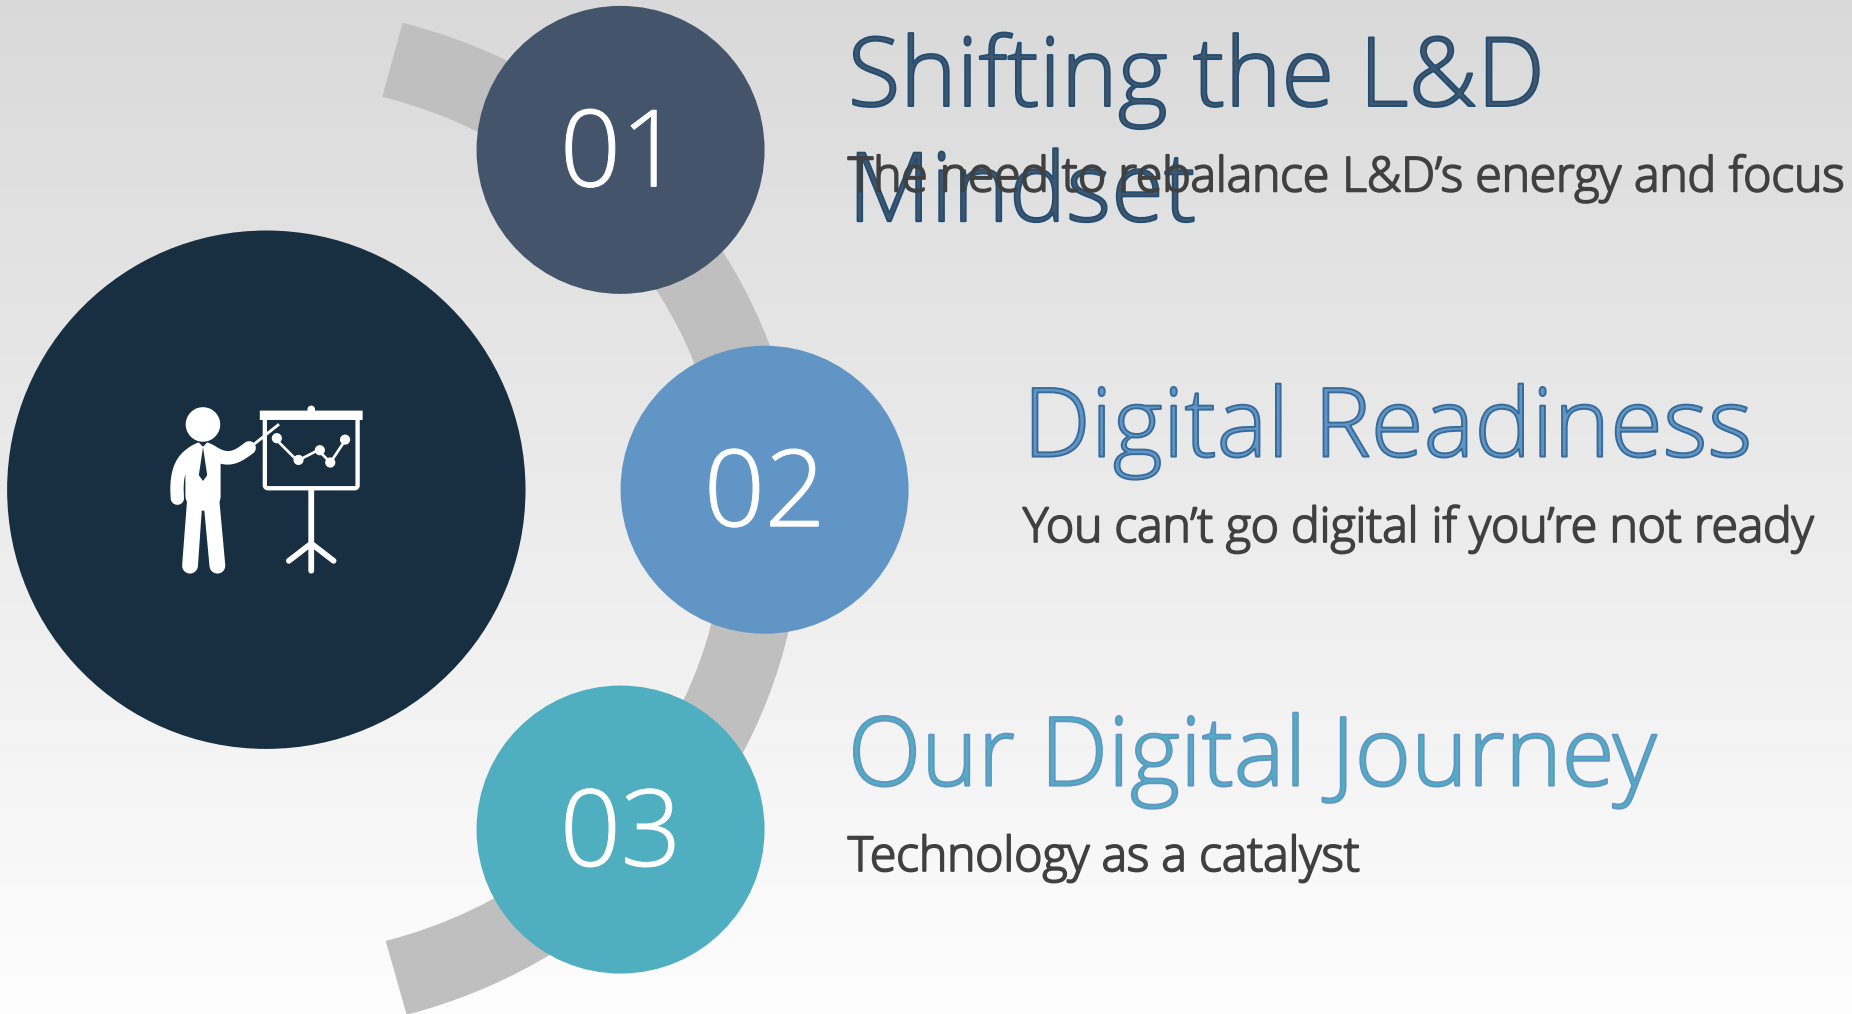 01
Shifting the L&D
Mindset
The need to rebalance L&D’s energy and focus
02
Digital Readiness
You can’t go digital if you’re not ready
03
Our Digital Journey
Technology as a catalyst